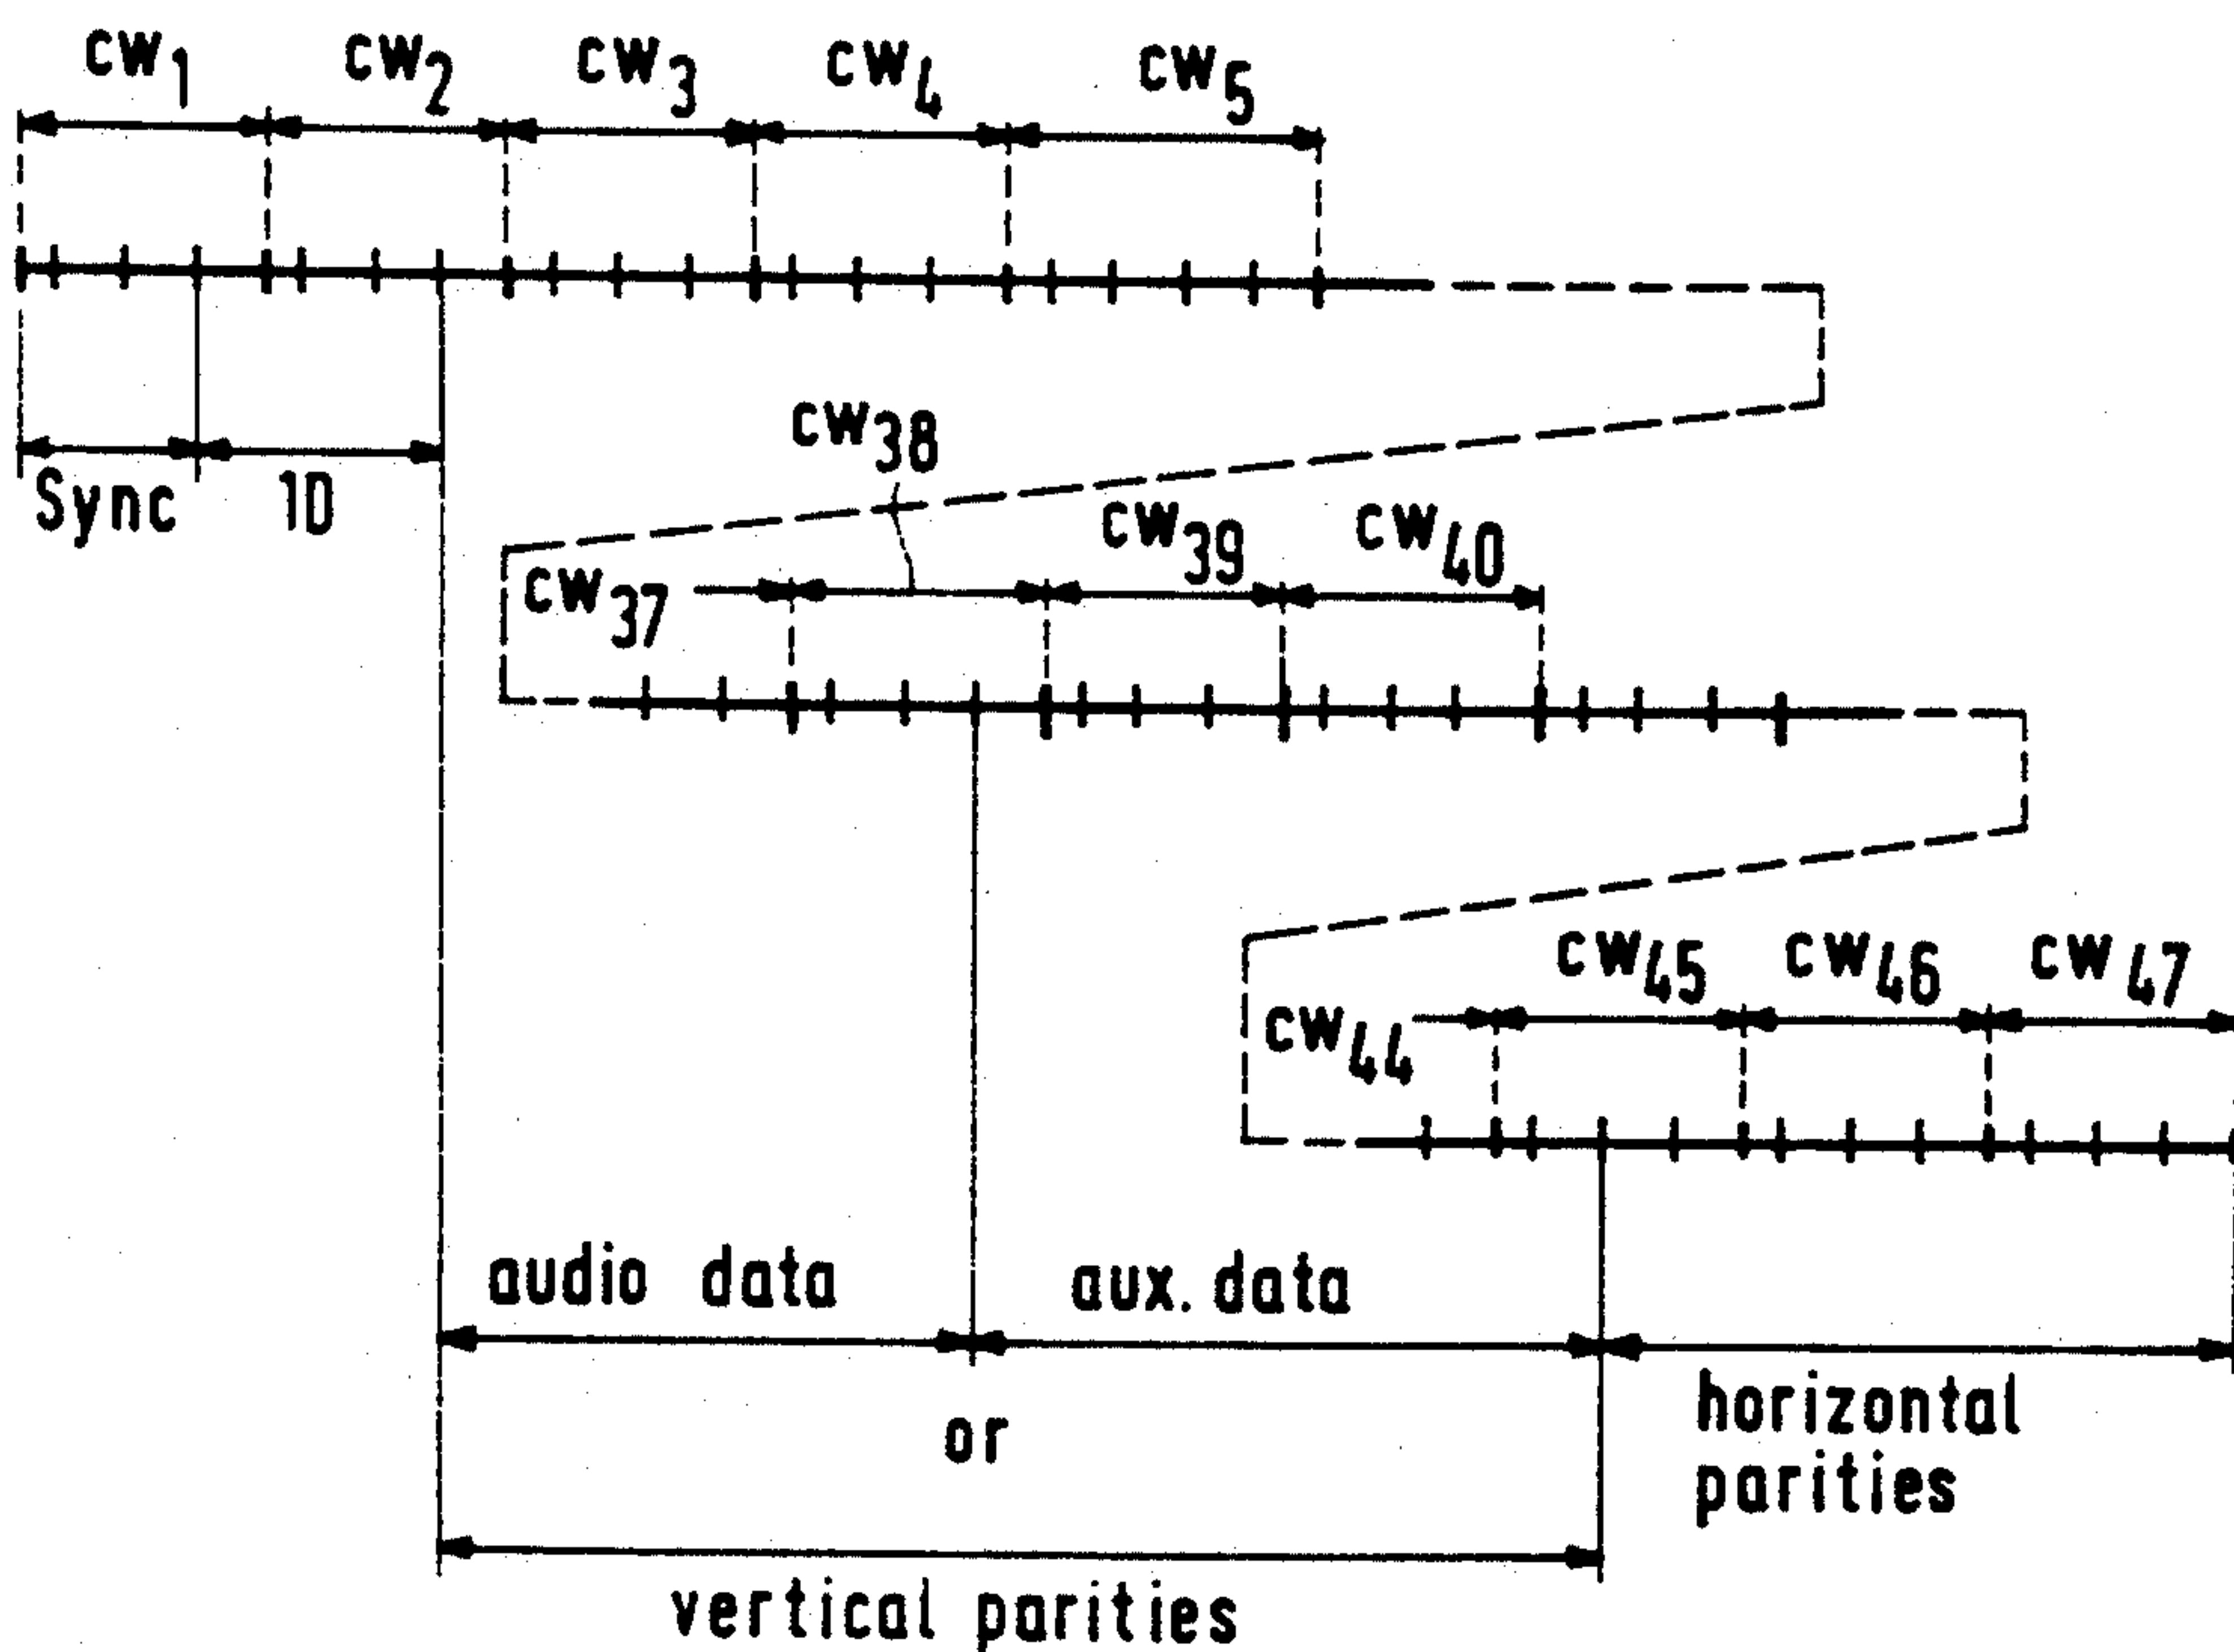 cw1 cw2 cw3 cw4 cw5
Sync 1D
cw38
cw37 cw39 cw40
cw45 cw46 cw47
cw44
audio data aux. data
or
horizontal
parities
vertical parities